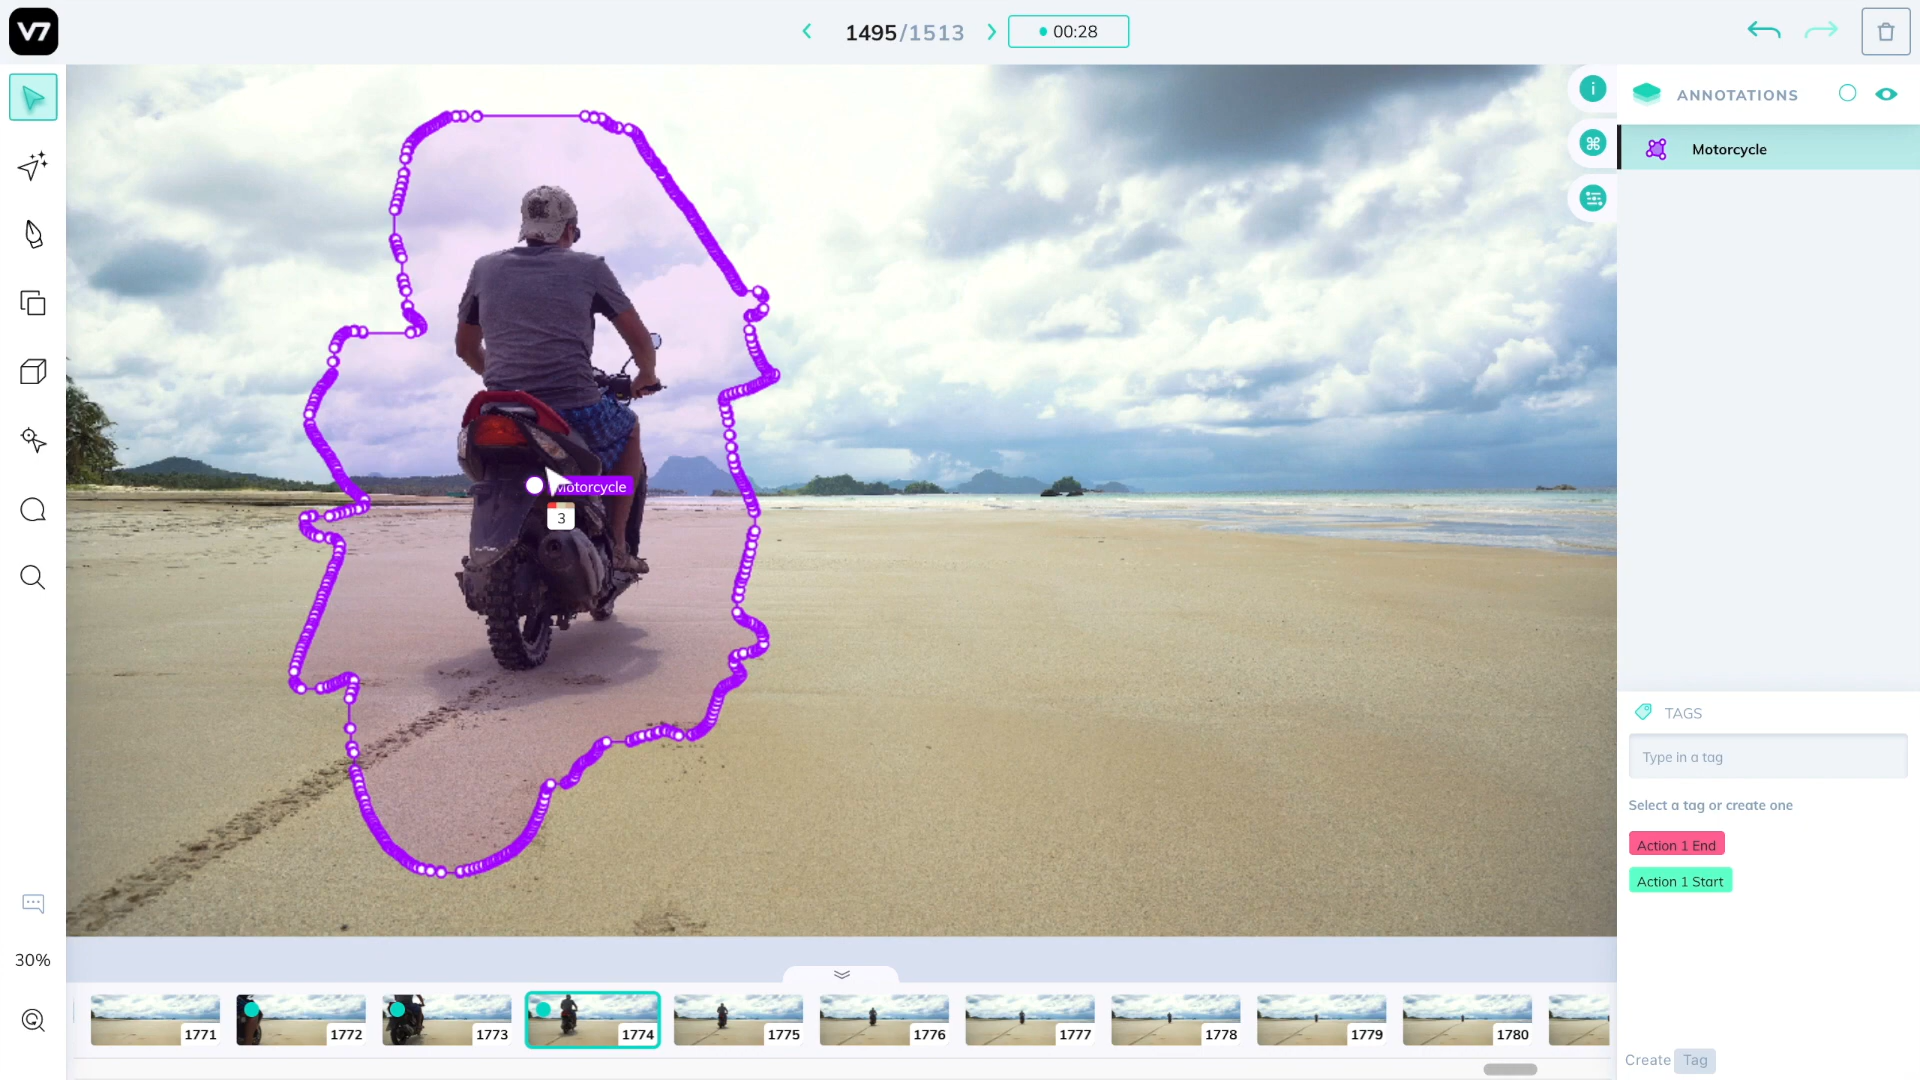 V7
1495/1513
00:28
ANNOTATIONS
Motorcycle
Motorcycle
3
TAGS
Type in a tag
Select a tag or create one
Action 1 End
Action 1 Start
30%
1771
1772
1773
1774
1775
1776
1777
1778
1779
1780
Create Tag